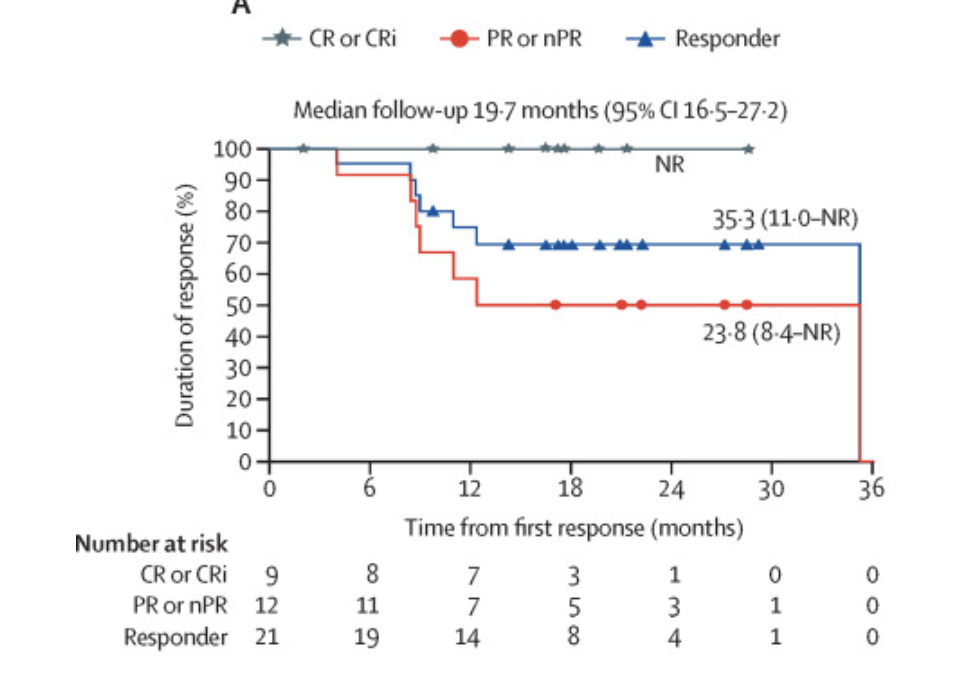 A
CR or CRi PR or nPR Responder
Median follow-up 19·7 months (95% CI 16·5–27·2)
100
90
80
70
60
50
40
30
20
10
0
Duration of response (%)
NR
35·3 (11·0–NR)
23·8 (8·4–NR)
0 6 12 18 24 30 36
Time from first response (months)
Number at risk
CR or CRi 9 8 7 3 1 0 0
PR or nPR 12 11 7 5 3 1 0
Responder 21 19 14 8 4 1 0